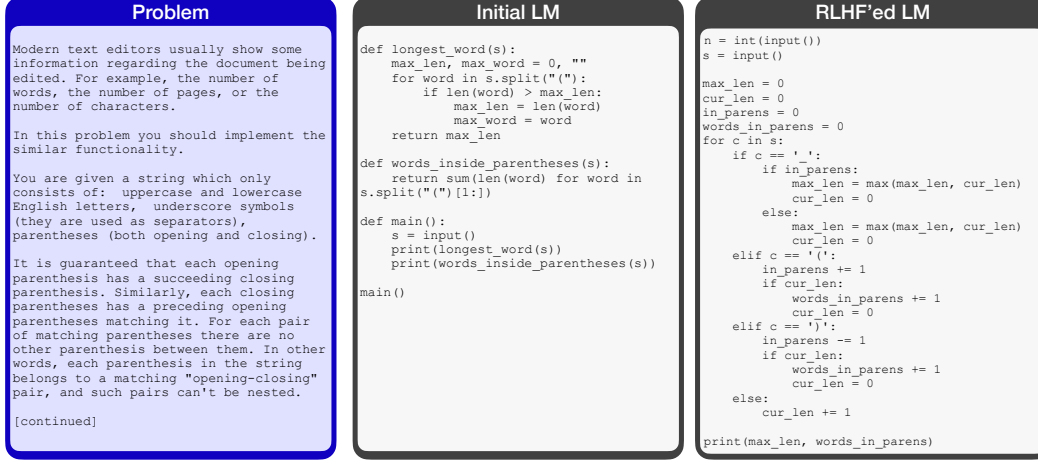 Problem
Modern text editors usually show some
information regarding the document being
edited. For example, the number of
words, the number of pages, or the
number of characters.
In this problem you should implement the
similar functionality.
You are given a string which only
consists of:  uppercase and lowercase
English letters,  underscore symbols
(they are used as separators),
parentheses (both opening and closing).
It is guaranteed that each opening
parenthesis has a succeeding closing
parenthesis. Similarly, each closing
parentheses has a preceding opening
parentheses matching it. For each pair
of matching parentheses there are no
other parenthesis between them. In other
words, each parenthesis in the string
belongs to a matching "opening-closing"
pair, and such pairs can't be nested.
[continued]
Initial LM
def longest_word(s):
    max_len, max_word = 0, ""
    for word in s.split("("):
        if len(word) > max_len:
            max_len = len(word)
            max_word = word
    return max_len
def words_inside_parentheses(s):
    return sum(len(word) for word in
s.split("(")[1:])
def main():
    s = input()
    print(longest_word(s))
    print(words_inside_parentheses(s))
main()
RLHF'ed LM
n = int(input())
s = input()
max_len = 0
cur_len = 0
in_parens = 0
words_in_parens = 0
for c in s:
    if c == '_':
        if in_parens:
            max_len = max(max_len, cur_len)
            cur_len = 0
        else:
            max_len = max(max_len, cur_len)
            cur_len = 0
    elif c == '(':
        in_parens += 1
        if cur_len:
            words_in_parens += 1
            cur_len = 0
    elif c == ')':
        in_parens -= 1
        if cur_len:
            words_in_parens += 1
            cur_len = 0
    else:
        cur_len += 1
print(max_len, words_in_parens)